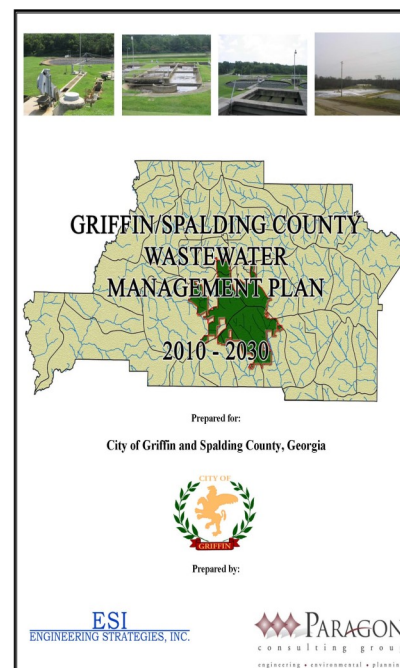 GRIFFIN/SPALDING COUNTY
WASTEWATER
MANAGEMENT PLAN
2010 - 2030
Prepared for:
City of Griffin and Spalding County, Georgia
CITY OF
GRIFFIN
Prepared by:
ESI
ENGINEERING STRATEGIES, INC.
PARAGON
consulting group
engineering • environmental • planning